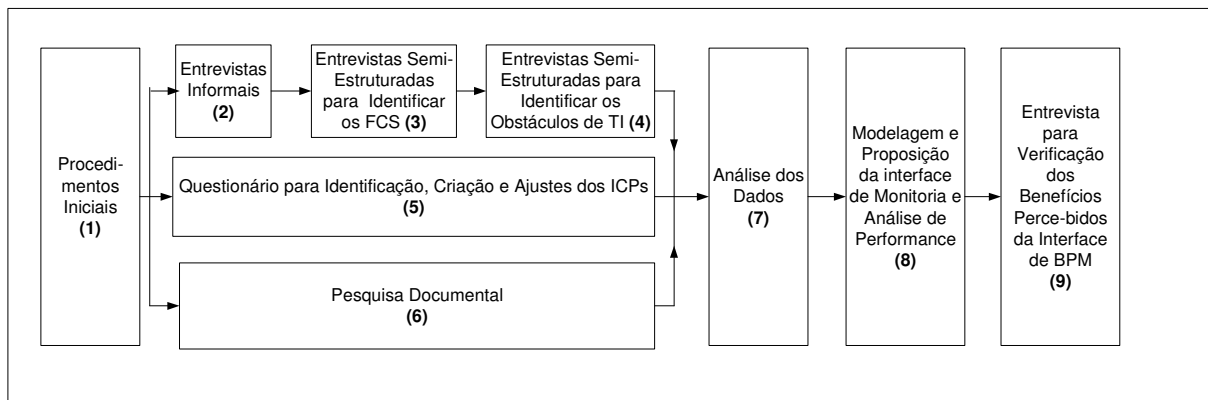 Procedi-
mentos
Iniciais
(1)
Entrevistas
Informais
(2)
Entrevistas Semi-
Estruturadas
para Identificar
os FCS (3)
Entrevistas Semi-
Estruturadas para
Identificar os
Obstáculos de TI (4)
Questionário para Identificação, Criação e Ajustes dos ICPs
(5)
Pesquisa Documental
(6)
Análise dos
Dados
(7)
Modelagem e
Proposição
da interface
de Monitoria e
Análise de
Performance
(8)
Entrevista
para
Verificação
dos
Benefícios
Perce-bidos
da Interface
de BPM
(9)